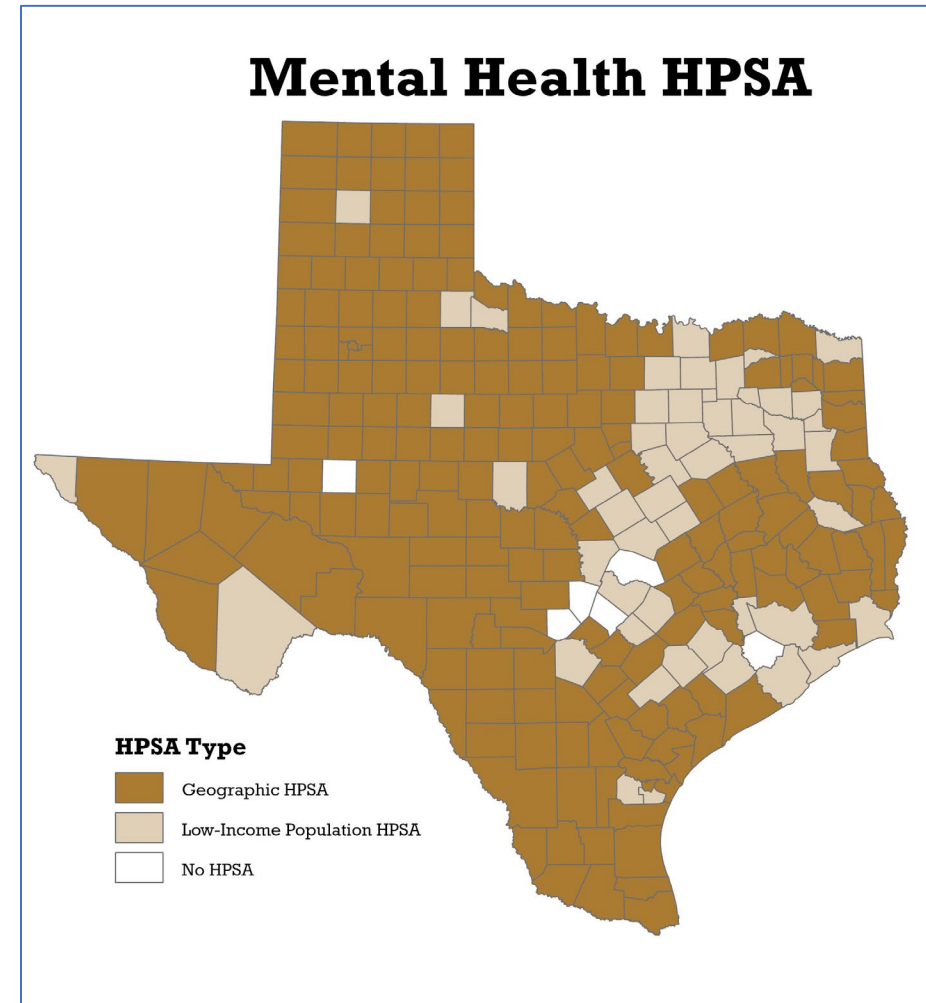 Mental Health HPSA
HPSA Type
Geographic HPSA
Low-Income Population HPSA
No HPSA